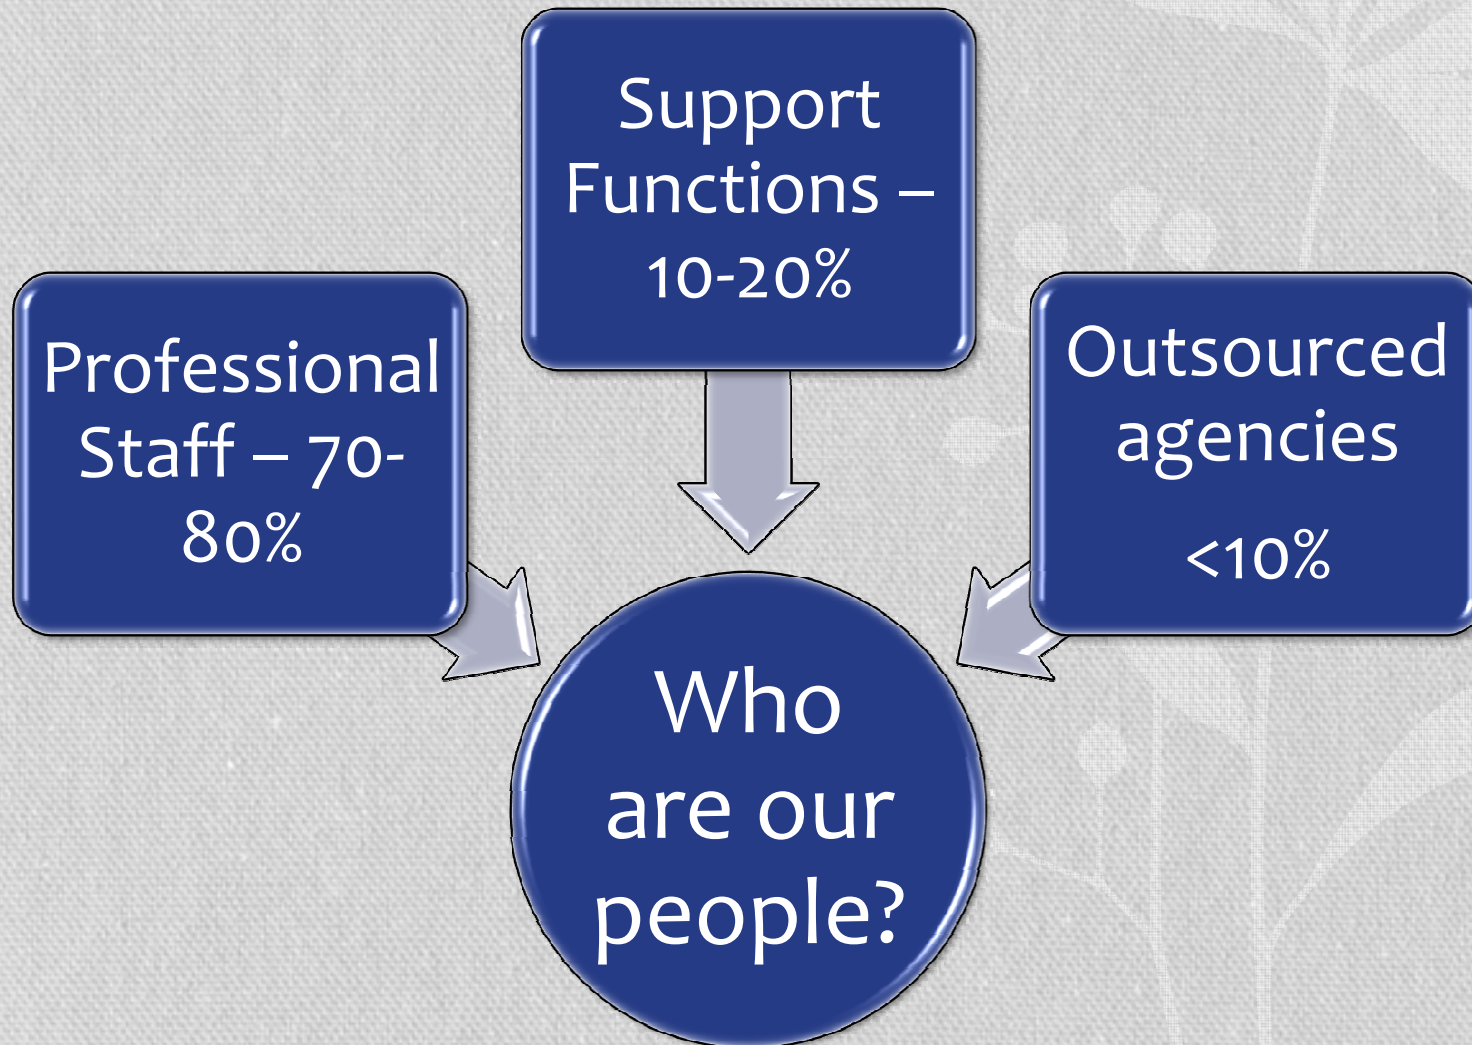 Support
Functions –
10-20%
Professional
Staff – 70-
80%
Outsourced
agencies
<10%
Who
are our
people?